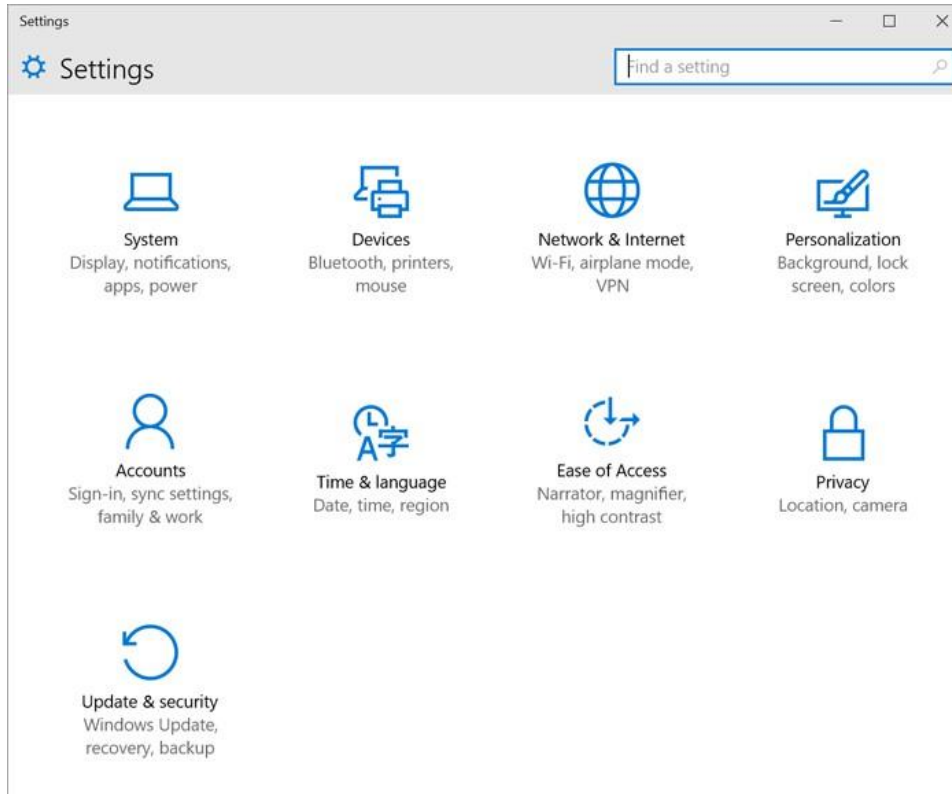 Settings
Settings
Find a setting
System
Display, notifications,
apps, power
Devices
Bluetooth, printers,
mouse
Network & Internet
Wi-Fi, airplane mode,
VPN
Personalization
Background, lock
screen, colors
Accounts
Sign-in, sync settings,
family & work
A字
Time & language
Date, time, region
Ease of Access
Narrator, magnifier,
high contrast
Privacy
Location, camera
Update & security
Windows Update,
recovery, backup